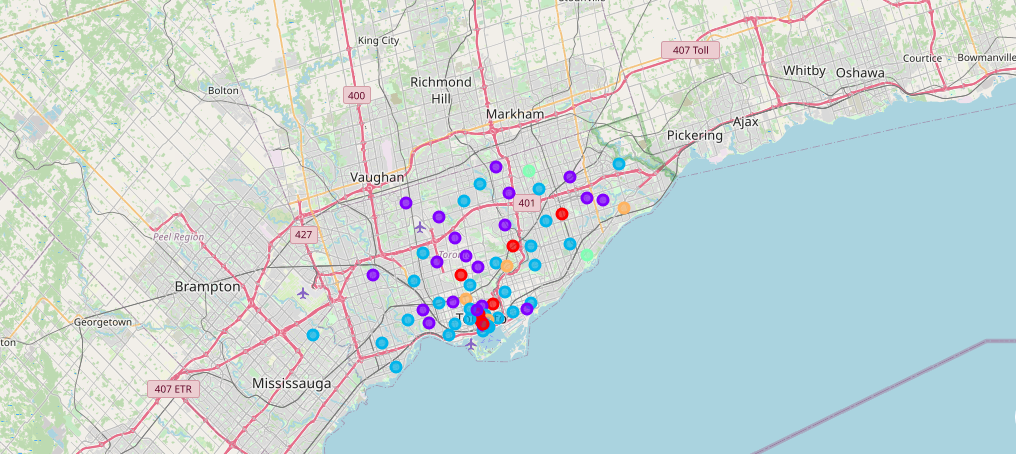 King City
407 Toll
Courtice
Bowmanville
Whitby
Oshawa
Richmond
Hill
Bolton
400
Markham
Ajax
Pickering
Vaughan
401
427
Peel Region
Brampton
Georgetown
Mississauga
407 ETR